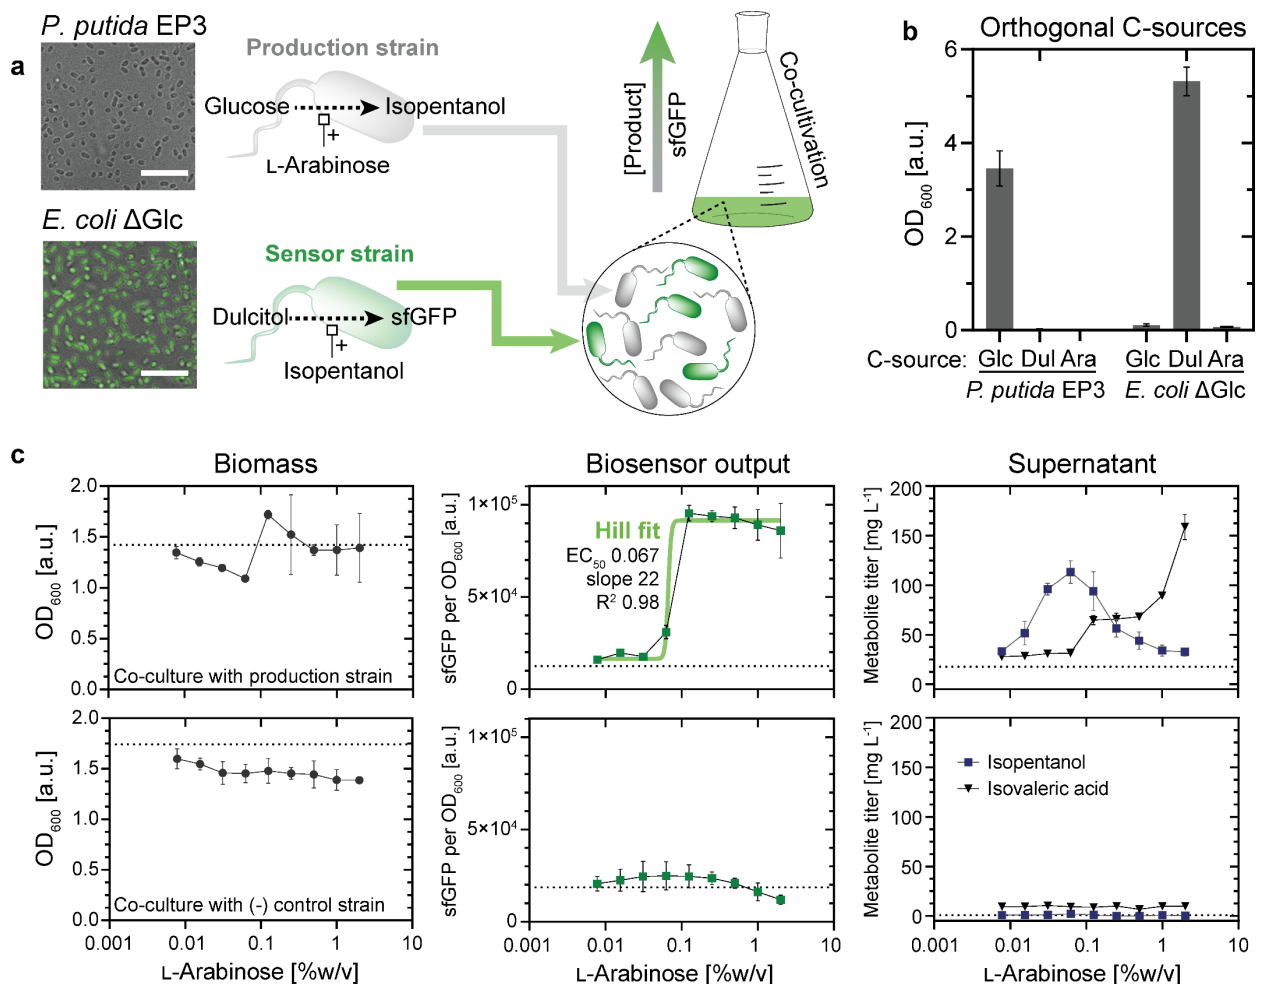 a
P. putida EP3
Production strain
Glucose
Isopentanol
+
L-Arabinose
E. coli ΔGlc
Sensor strain
Dulcitol
sfGFP
+
Isopentanol
[Product]
sfGFP
Co-cultivation
b
Orthogonal C-sources
OD600 [a.u.]
6
4
2
0
C-source: Glc Dul Ara Glc Dul Ara
P. putida EP3 E. coli ΔGlc
c
Biomass
OD600 [a.u.]
2.0
1.5
1.0
0.5
0.0
Co-culture with production strain
Biosensor output
sfGFP per OD600 [a.u.]
1×10⁵
5×10⁴
0
Hill fit
EC50 0.067
slope 22
R² 0.98
Supernatant
Metabolite titer [mg L⁻¹]
200
150
100
50
0
OD600 [a.u.]
2.0
1.5
1.0
0.5
0.0
Co-culture with (-) control strain
0.001 0.01 0.1 1 10
L-Arabinose [%w/v]
sfGFP per OD600 [a.u.]
1×10⁵
5×10⁴
0
0.001 0.01 0.1 1 10
L-Arabinose [%w/v]
Metabolite titer [mg L⁻¹]
200
150
100
50
0
Isopentanol
Isovaleric acid
0.001 0.01 0.1 1 10
L-Arabinose [%w/v]